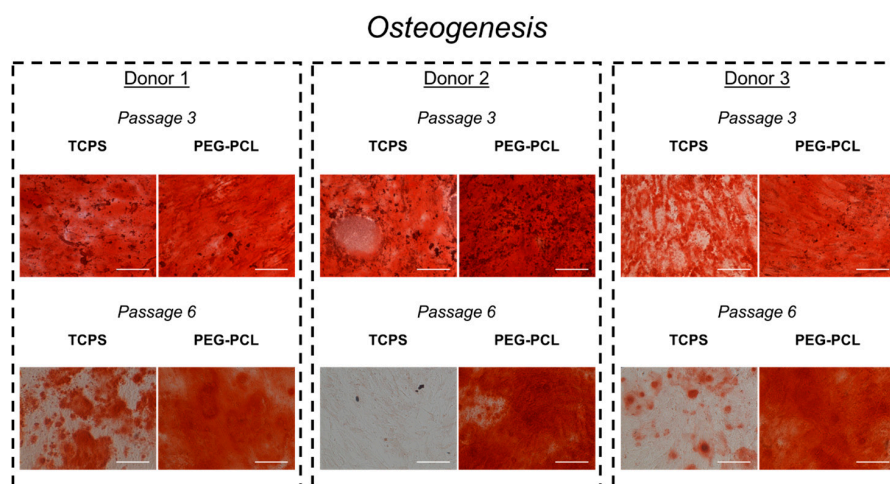 Osteogenesis
Donor 1
Passage 3
TCPS PEG-PCL
Passage 6
TCPS PEG-PCL
Donor 2
Passage 3
TCPS PEG-PCL
Passage 6
TCPS PEG-PCL
Donor 3
Passage 3
TCPS PEG-PCL
Passage 6
TCPS PEG-PCL